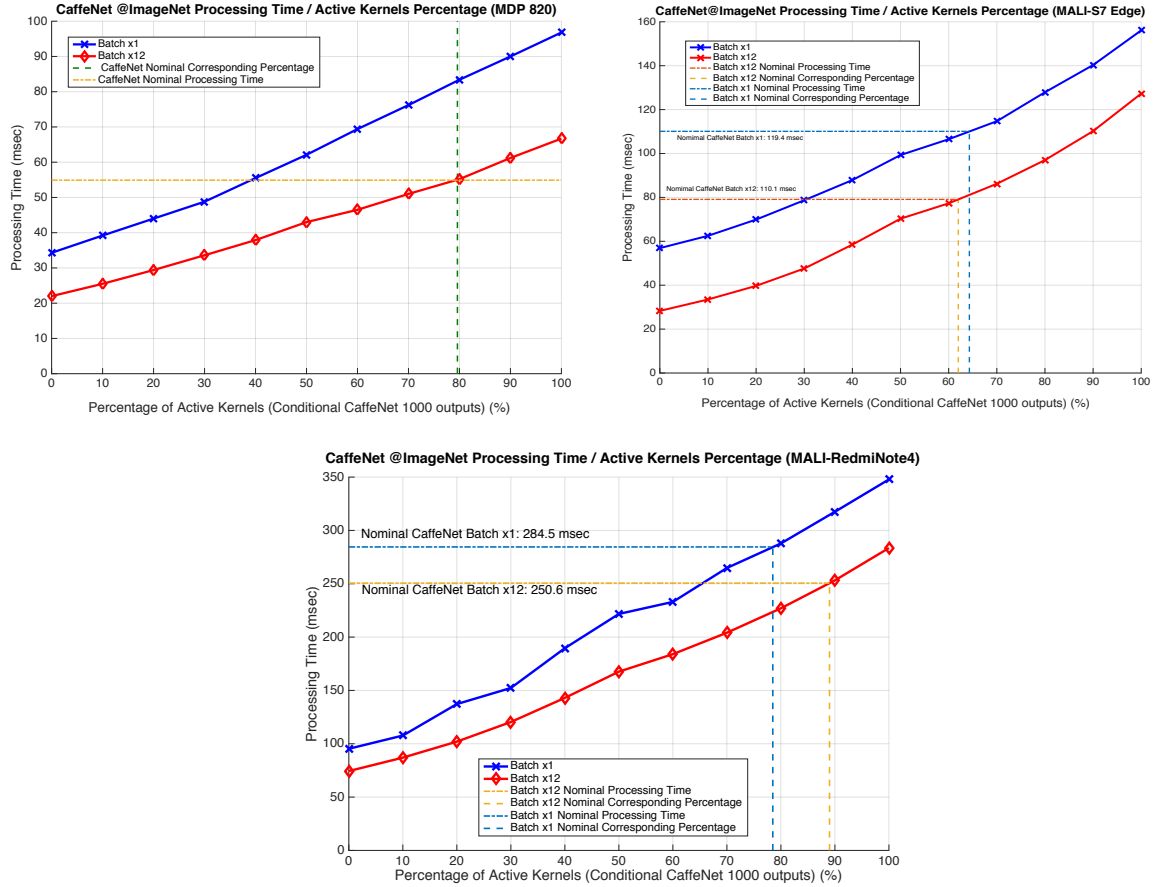 CaffeNet @ImageNet Processing Time / Active Kernels Percentage (MDP 820)
100
90
80
70
60
50
40
30
20
10
0
Processing Time (msec)
Batch x1
Batch x12
CaffeNet Nominal Corresponding Percentage
CaffeNet Nominal Processing Time
0 10 20 30 40 50 60 70 80 90 100
Percentage of Active Kernels (Conditional CaffeNet 1000 outputs) (%)
CaffeNet@ImageNet Processing Time / Active Kernels Percentage (MALI-S7 Edge)
160
140
120
100
80
60
40
20
0
Processing Time (msec)
Batch x1
Batch x12
Batch x12 Nominal Processing Time
Batch x12 Nominal Corresponding Percentage
Batch x1 Nominal Processing Time
Batch x1 Nominal Corresponding Percentage
Nomimal CaffeNet Batch x1: 119.4 msec
Nomimal CaffeNet Batch x12: 110.1 msec
0 10 20 30 40 50 60 70 80 90 100
Percentage of Active Kernels (Conditional CaffeNet 1000 outputs) (%)
CaffeNet @ImageNet Processing Time / Active Kernels Percentage (MALI-RedmiNote4)
350
300
250
200
150
100
50
0
Processing Time (msec)
Nominal CaffeNet Batch x1: 284.5 msec
Nominal CaffeNet Batch x12: 250.6 msec
Batch x1
Batch x12
Batch x12 Nominal Processing Time
Batch x12 Nominal Corresponding Percentage
Batch x1 Nominal Processing Time
Batch x1 Nominal Corresponding Percentage
0 10 20 30 40 50 60 70 80 90 100
Percentage of Active Kernels (Conditional CaffeNet 1000 outputs) (%)